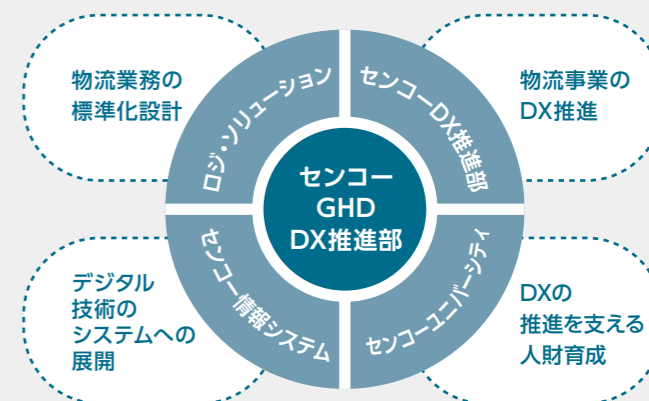 物流業務の
標準化設計
ロジ・ソリューション
センコーDX推進部
物流事業の
DX推進
センコー
GHD
DX推進部
デジタル
技術の
システムへの
展開
センコー情報システム
センコーユニバーシティ
DXの
推進を支える
人財育成